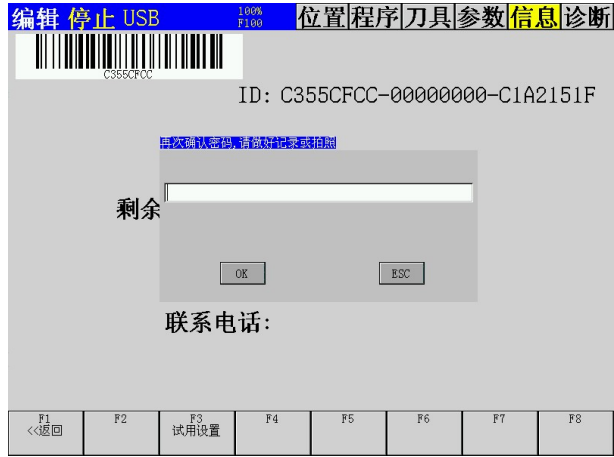 编辑 停止 USB 100% F100 位置 程序 刀具 参数 信息 诊断
C355CFCC
ID: C355CFCC-00000000-C1A2151F
再次确认密码,请做好记录或拍照
剩余
OK ESC
联系电话:
F1 F2 F3 F4 F5 F6 F7 F8
<<返回 试用设置